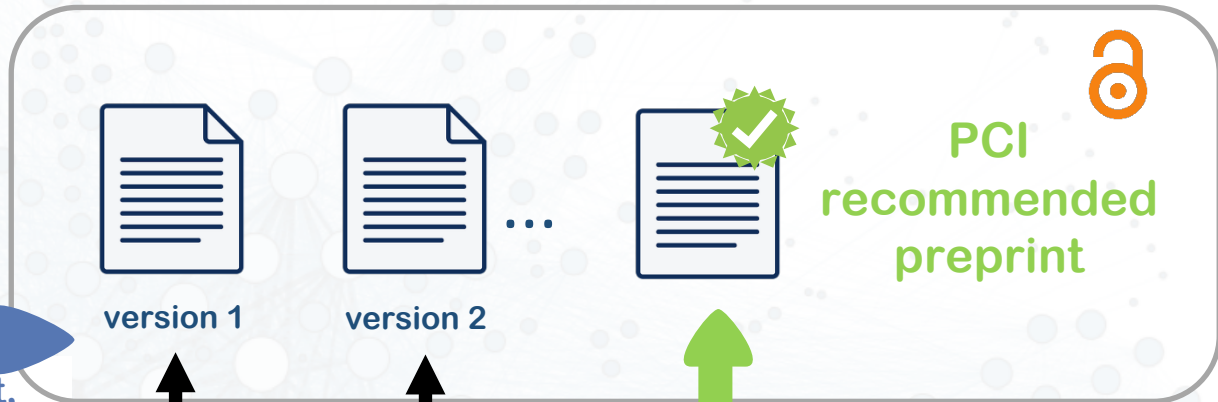 PCI
recommended
preprint
...
version 1
version 2
t,